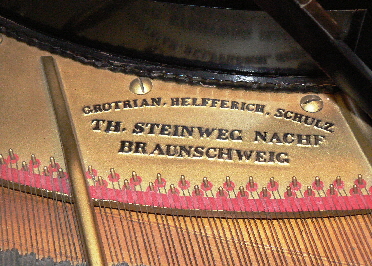 GROTRIAN, HELFFERICH, SCHULZ,
TH. STEINWEG NACHF
BRAUNSCHWEIG